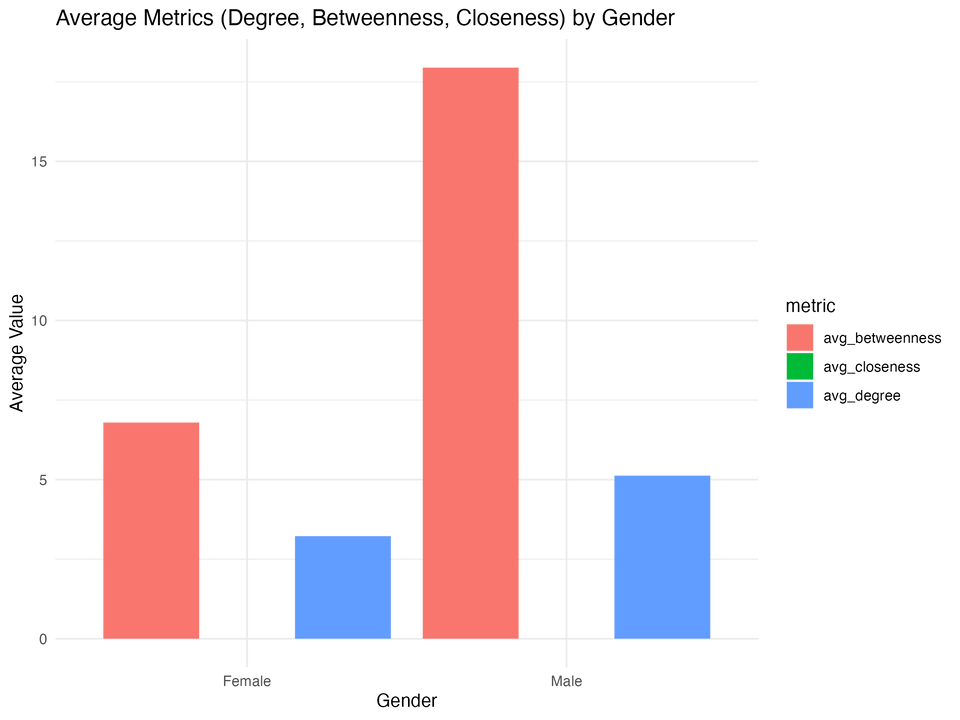 Average Metrics (Degree, Betweenness, Closeness) by Gender
Average Value
15
10
5
0
Female
Male
Gender
metric
avg_betweenness
avg_closeness
avg_degree